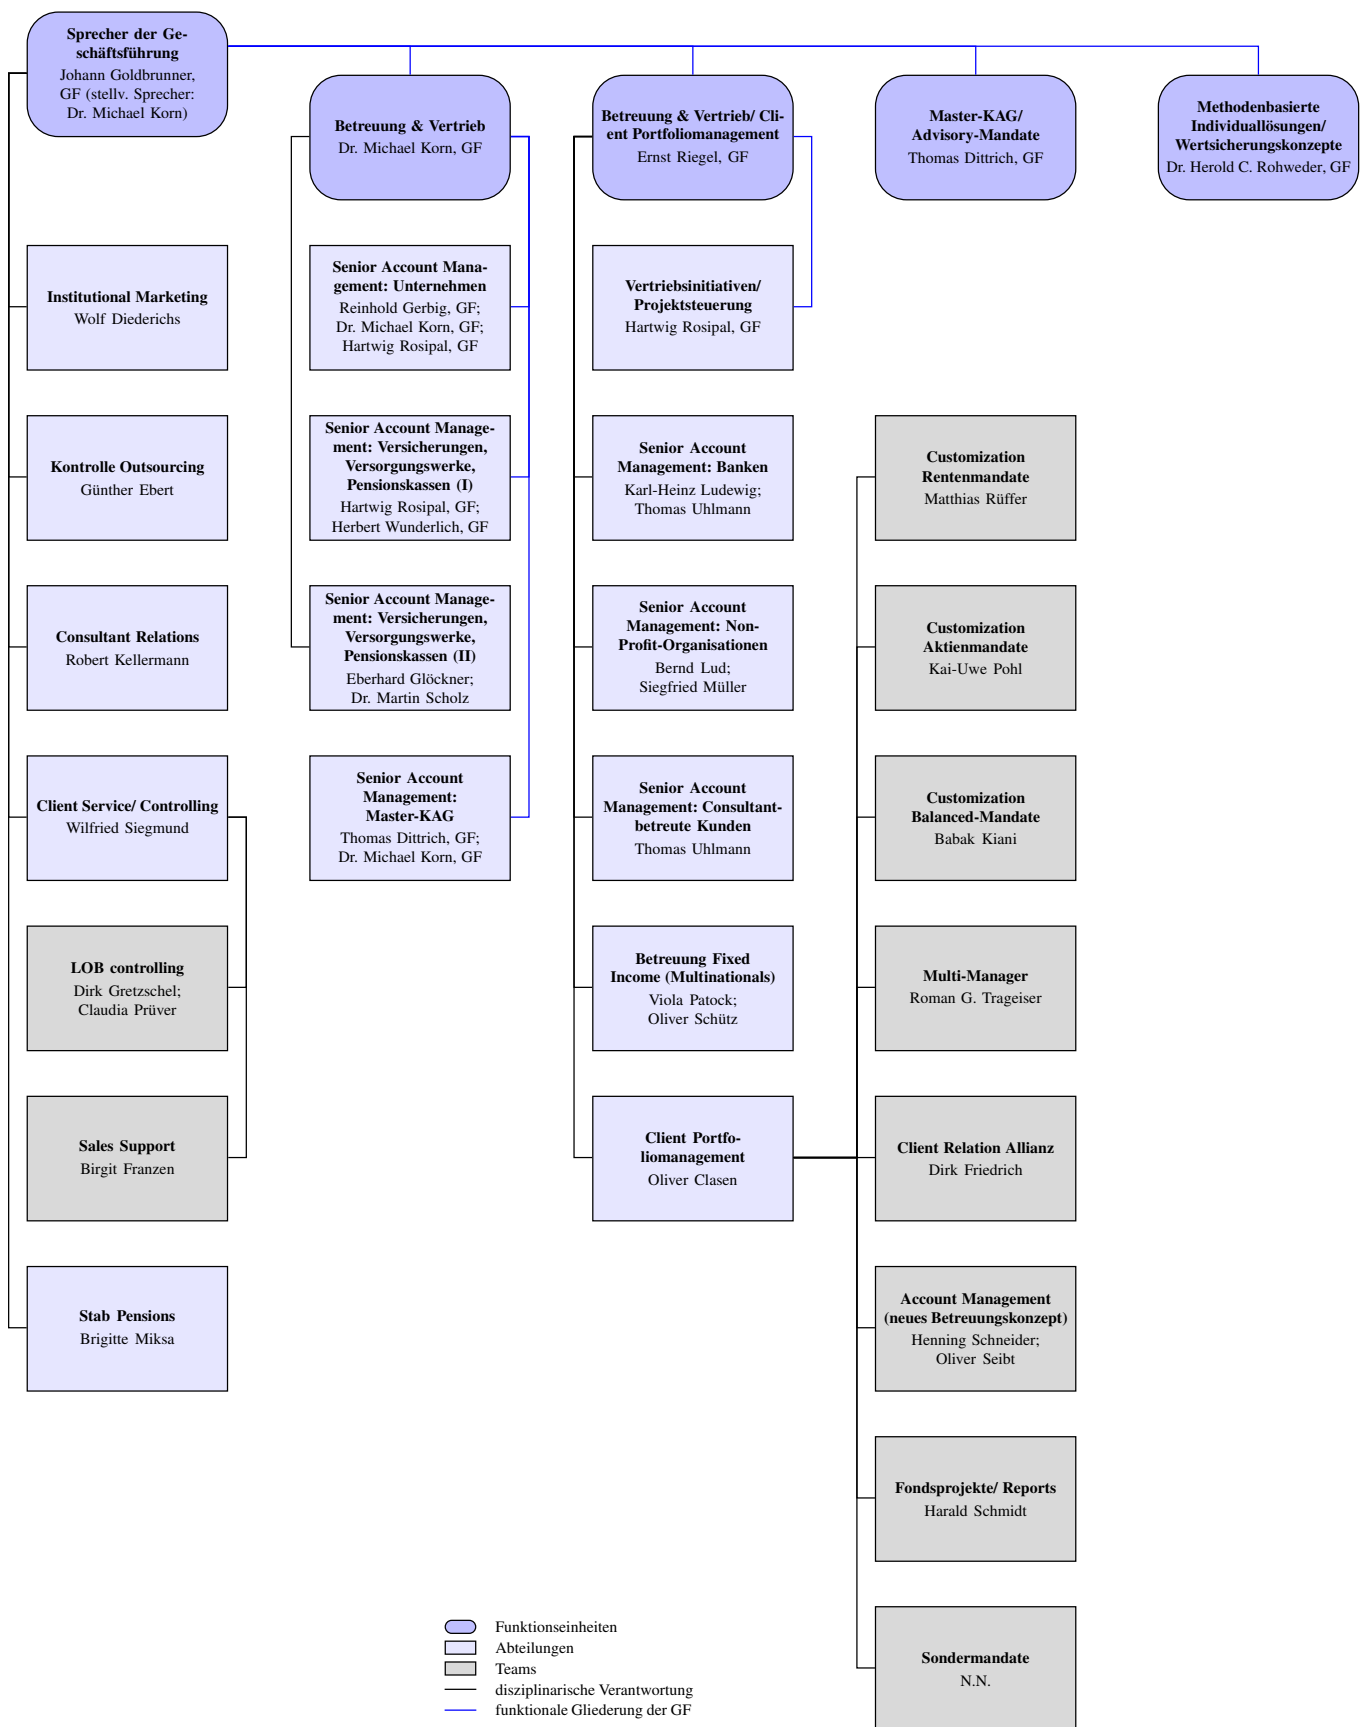 Sprecher der Ge-
schäftsführung
Johann Goldbrunner,
GF (stellv. Sprecher:
Dr. Michael Korn)
Betreuung & Vertrieb
Dr. Michael Korn, GF
Betreuung & Vertrieb/ Cli-
ent Portfoliomanagement
Ernst Riegel, GF
Master-KAG/
Advisory-Mandate
Thomas Dittrich, GF
Methodenbasierte
Individuallösungen/
Wertsicherungskonzepte
Dr. Herold C. Rohweder, GF
Institutional Marketing
Wolf Diederichs
Senior Account Mana-
gement: Unternehmen
Reinhold Gerbig, GF;
Dr. Michael Korn, GF;
Hartwig Rosipal, GF
Vertriebsinitiativen/
Projektsteuerung
Hartwig Rosipal, GF
Kontrolle Outsourcing
Günther Ebert
Senior Account Manage-
ment: Versicherungen,
Versorgungswerke,
Pensionskassen (I)
Hartwig Rosipal, GF;
Herbert Wunderlich, GF
Senior Account
Management: Banken
Karl-Heinz Ludewig;
Thomas Uhlmann
Customization
Rentenmandate
Matthias Rüffer
Consultant Relations
Robert Kellermann
Senior Account Manage-
ment: Versicherungen,
Versorgungswerke,
Pensionskassen (II)
Eberhard Glöckner;
Dr. Martin Scholz
Senior Account
Management: Non-
Profit-Organisationen
Bernd Lud;
Siegfried Müller
Customization
Aktienmandate
Kai-Uwe Pohl
Client Service/ Controlling
Wilfried Siegmund
Senior Account
Management:
Master-KAG
Thomas Dittrich, GF;
Dr. Michael Korn, GF
Senior Account
Management: Consultant-
betreute Kunden
Thomas Uhlmann
Customization
Balanced-Mandate
Babak Kiani
LOB controlling
Dirk Gretzschel;
Claudia Prüver
Betreuung Fixed
Income (Multinationals)
Viola Patock;
Oliver Schütz
Multi-Manager
Roman G. Trageiser
Sales Support
Birgit Franzen
Client Portfo-
liomanagement
Oliver Clasen
Client Relation Allianz
Dirk Friedrich
Stab Pensions
Brigitte Miksa
Account Management
(neues Betreuungskonzept)
Henning Schneider;
Oliver Seibt
Fondsprojekte/ Reports
Harald Schmidt
Sondermandate
N.N.
Funktionseinheiten
Abteilungen
Teams
disziplinarische Verantwortung
funktionale Gliederung der GF